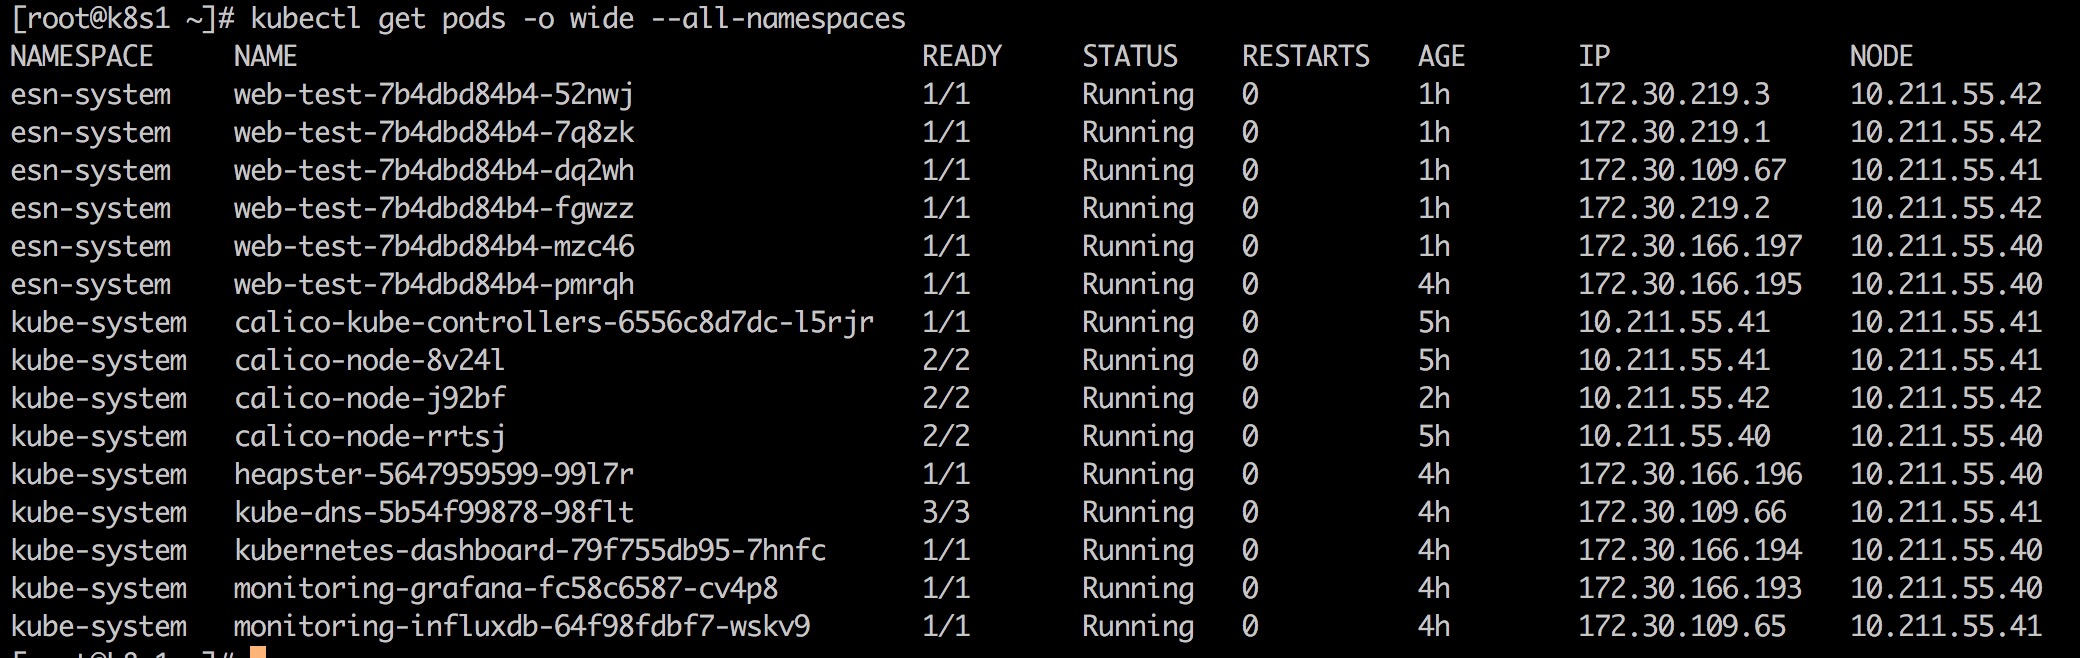 [root@k8s1 ~]# kubectl get pods -o wide --all-namespaces
NAMESPACE NAME READY STATUS RESTARTS AGE IP NODE
esn-system web-test-7b4dbd84b4-52nwj 1/1 Running 0 1h 172.30.219.3 10.211.55.42
esn-system web-test-7b4dbd84b4-7q8zk 1/1 Running 0 1h 172.30.219.1 10.211.55.42
esn-system web-test-7b4dbd84b4-dq2wh 1/1 Running 0 1h 172.30.109.67 10.211.55.41
esn-system web-test-7b4dbd84b4-fgwzz 1/1 Running 0 1h 172.30.219.2 10.211.55.42
esn-system web-test-7b4dbd84b4-mzc46 1/1 Running 0 1h 172.30.166.197 10.211.55.40
esn-system web-test-7b4dbd84b4-pmrqh 1/1 Running 0 4h 172.30.166.195 10.211.55.40
kube-system calico-kube-controllers-6556c8d7dc-l5rjr 1/1 Running 0 5h 10.211.55.41 10.211.55.41
kube-system calico-node-8v24l 2/2 Running 0 5h 10.211.55.41 10.211.55.41
kube-system calico-node-j92bf 2/2 Running 0 2h 10.211.55.42 10.211.55.42
kube-system calico-node-rrtsj 2/2 Running 0 5h 10.211.55.40 10.211.55.40
kube-system heapster-5647959599-99l7r 1/1 Running 0 4h 172.30.166.196 10.211.55.40
kube-system kube-dns-5b54f99878-98flt 3/3 Running 0 4h 172.30.109.66 10.211.55.41
kube-system kubernetes-dashboard-79f755db95-7hnfc 1/1 Running 0 4h 172.30.166.194 10.211.55.40
kube-system monitoring-grafana-fc58c6587-cv4p8 1/1 Running 0 4h 172.30.166.193 10.211.55.40
kube-system monitoring-influxdb-64f98fdbf7-wskv9 1/1 Running 0 4h 172.30.109.65 10.211.55.41
[root@k8s1 ~]#